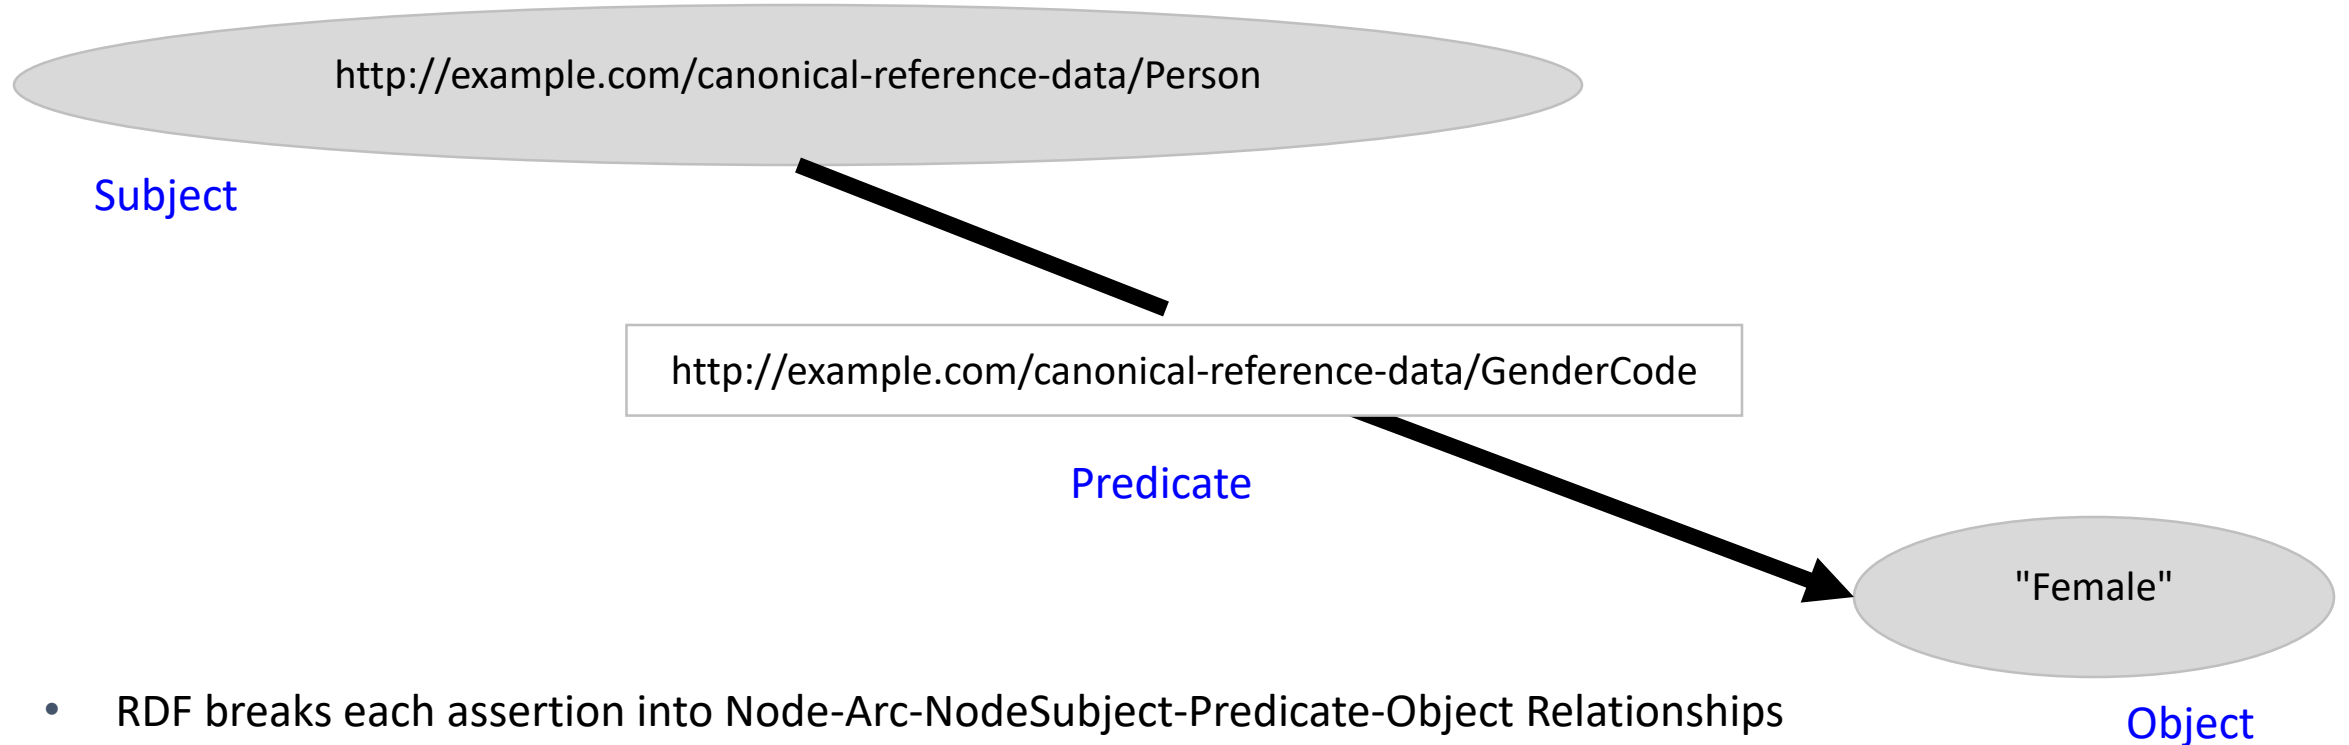 http://example.com/canonical-reference-data/Person
Subject
http://example.com/canonical-reference-data/GenderCode
Predicate
"Female"
• RDF breaks each assertion into Node-Arc-NodeSubject-Predicate-Object Relationships
Object